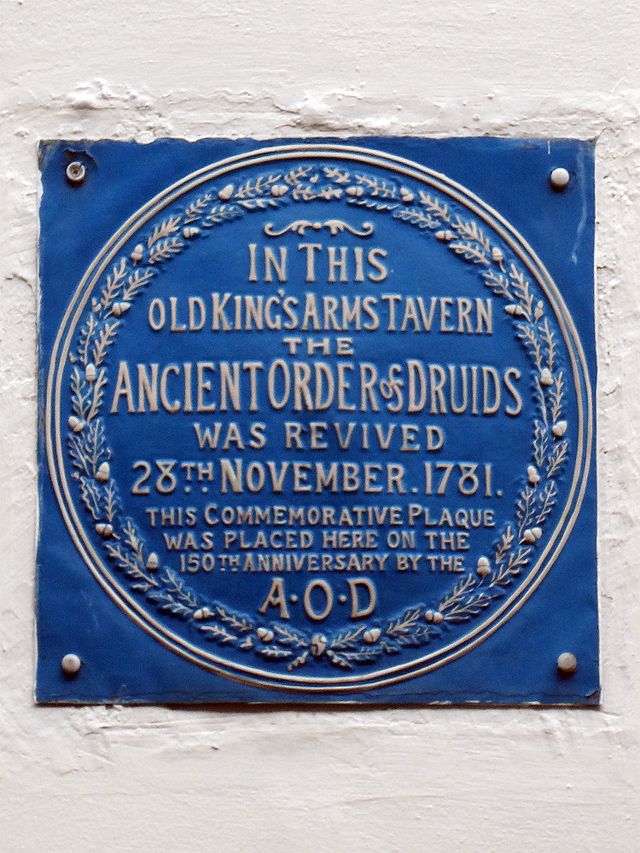 IN THIS
OLD KING'S ARMS TAVERN
THE
ANCIENT ORDER of DRUIDS
WAS REVIVED
28TH NOVEMBER. 1781.
THIS COMMEMORATIVE PLAQUE
WAS PLACED HERE ON THE
150TH ANNIVERSARY BY THE
A·O·D